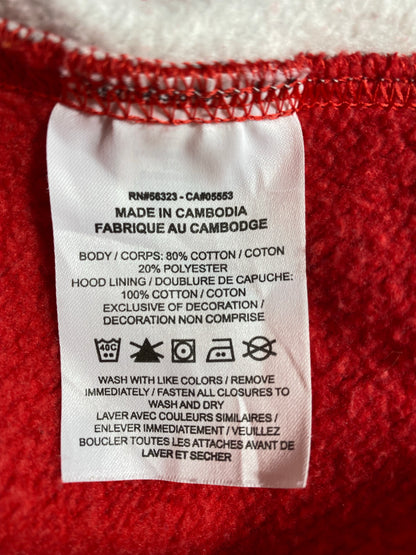 RN#56323 - CA#05553
MADE IN CAMBODIA
FABRIQUE AU CAMBODGE
BODY / CORPS: 80% COTTON / COTON
20% POLYESTER
HOOD LINING / DOUBLURE DE CAPUCHE:
100% COTTON / COTON
EXCLUSIVE OF DECORATION /
DECORATION NON COMPRISE
40C
WASH WITH LIKE COLORS / REMOVE
IMMEDIATELY / FASTEN ALL CLOSURES TO
WASH AND DRY
LAVER AVEC COULEURS SIMILAIRES /
ENLEVER IMMEDIATEMENT / VEUILLEZ
BOUCLER TOUTES LES ATTACHES AVANT DE
LAVER ET SECHER